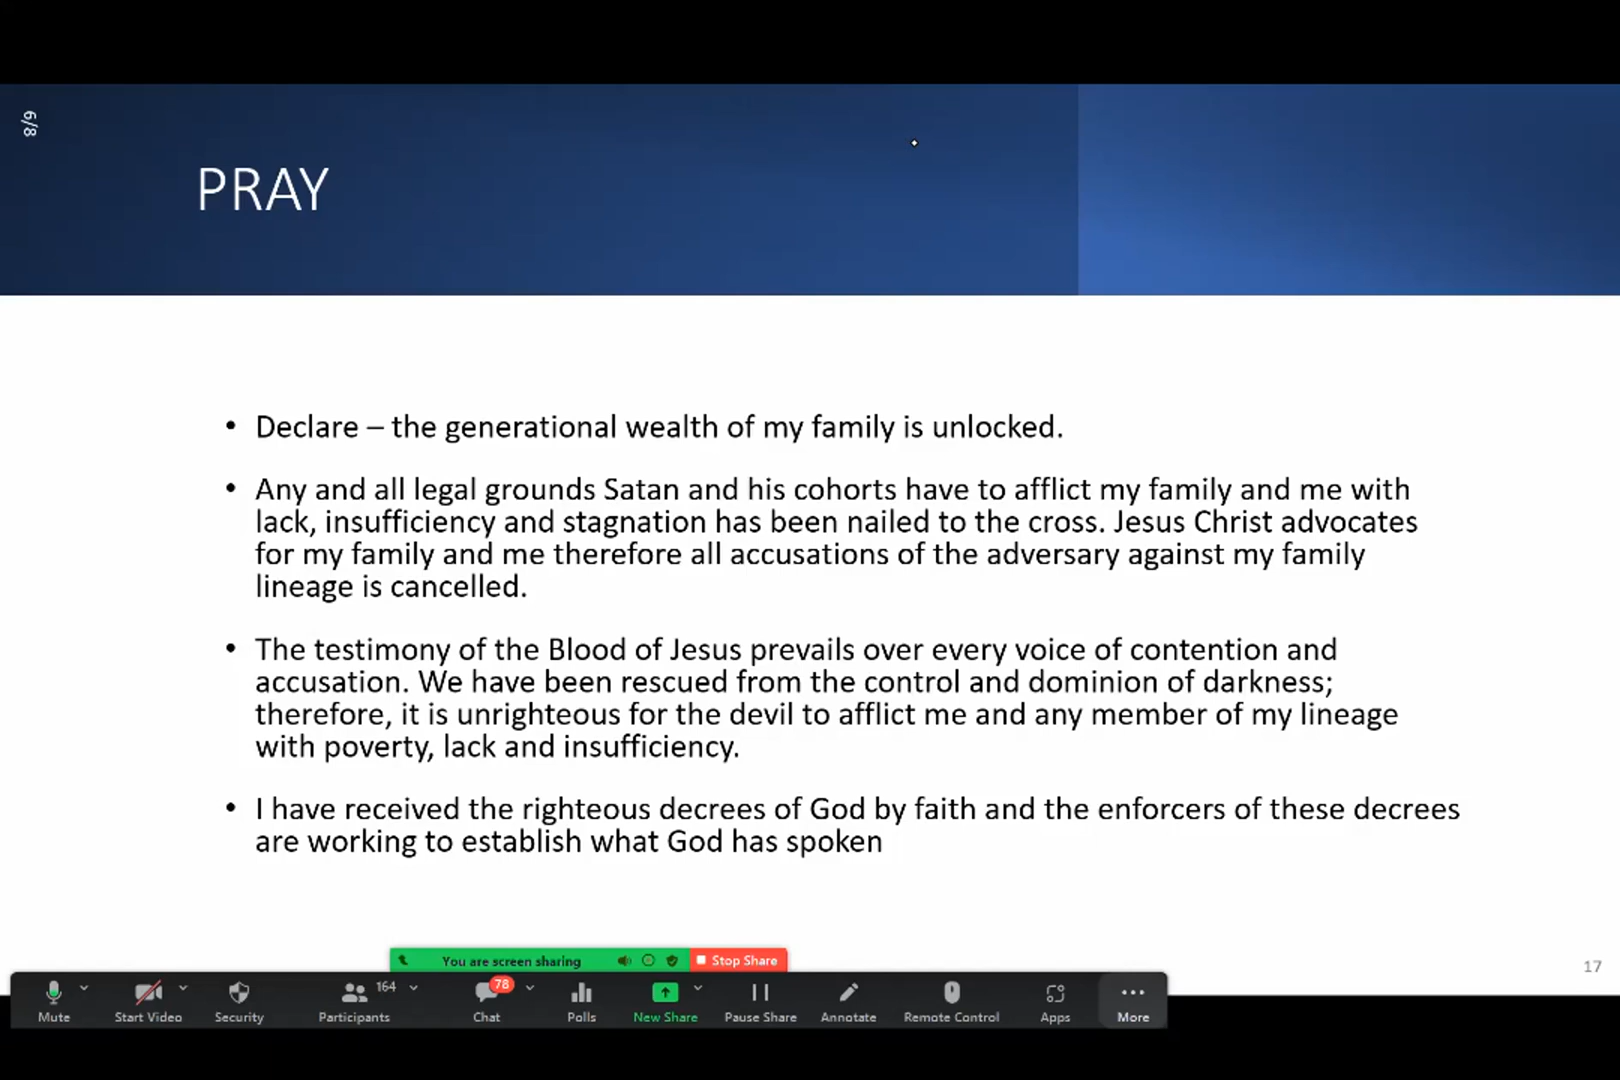 6/8
PRAY
• Declare – the generational wealth of my family is unlocked.
• Any and all legal grounds Satan and his cohorts have to afflict my family and me with
lack, insufficiency and stagnation has been nailed to the cross. Jesus Christ advocates
for my family and me therefore all accusations of the adversary against my family
lineage is cancelled.
• The testimony of the Blood of Jesus prevails over every voice of contention and
accusation. We have been rescued from the control and dominion of darkness;
therefore, it is unrighteous for the devil to afflict me and any member of my lineage
with poverty, lack and insufficiency.
• I have received the righteous decrees of God by faith and the enforcers of these decrees
are working to establish what God has spoken
17
You are screen sharing Stop Share
164 78
Mute Start Video Security Participants Chat Polls New Share Pause Share Annotate Remote Control Apps More